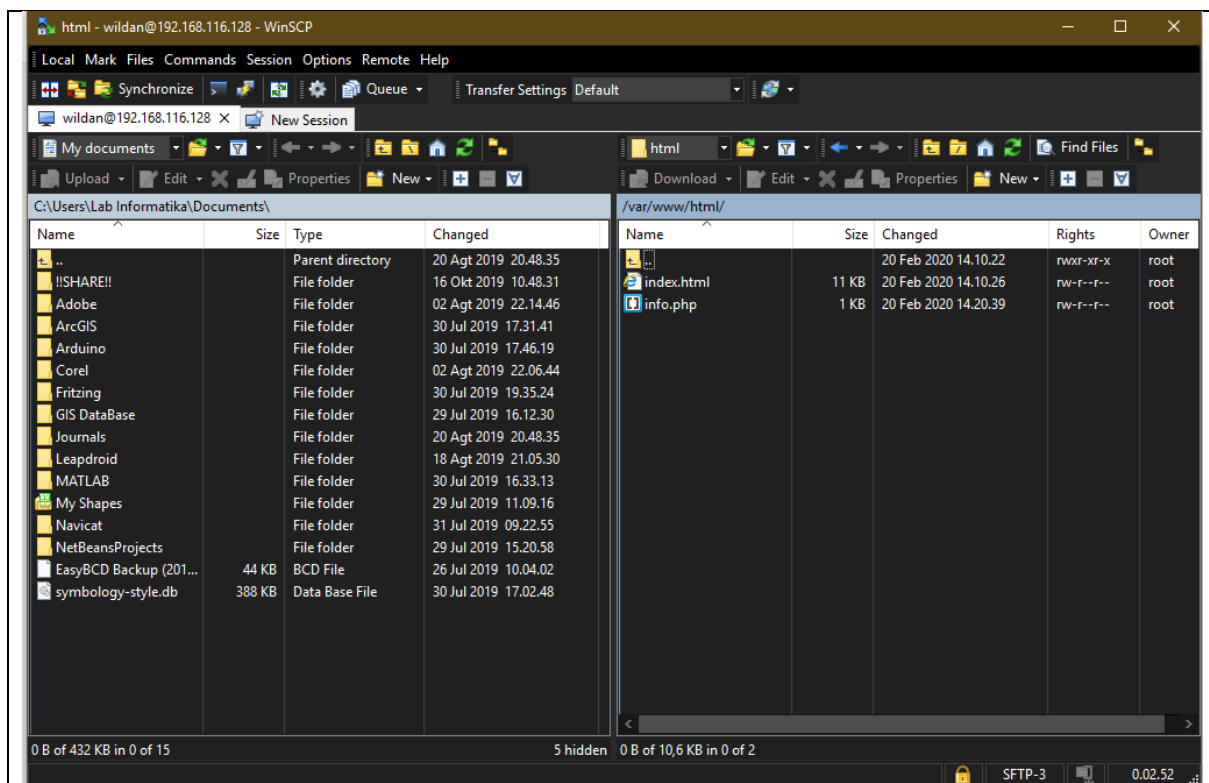 html - wildan@192.168.116.128 - WinSCP
Local Mark Files Commands Session Options Remote Help
Synchronize Queue Transfer Settings Default
wildan@192.168.116.128 New Session
My documents
Upload Edit Properties New
C:\Users\Lab Informatika\Documents\
Name Size Type Changed
.. Parent directory 20 Agt 2019 20.48.35
!!SHARE!! File folder 16 Okt 2019 10.48.31
Adobe File folder 02 Agt 2019 22.14.46
ArcGIS File folder 30 Jul 2019 17.31.41
Arduino File folder 30 Jul 2019 17.46.19
Corel File folder 02 Agt 2019 22.06.44
Fritzing File folder 30 Jul 2019 19.35.24
GIS DataBase File folder 29 Jul 2019 16.12.30
Journals File folder 20 Agt 2019 20.48.35
Leapdroid File folder 18 Agt 2019 21.05.30
MATLAB File folder 30 Jul 2019 16.33.13
My Shapes File folder 29 Jul 2019 11.09.16
Navicat File folder 31 Jul 2019 09.22.55
NetBeansProjects File folder 29 Jul 2019 15.20.58
EasyBCD Backup (201... 44 KB BCD File 26 Jul 2019 10.04.02
symbology-style.db 388 KB Data Base File 30 Jul 2019 17.02.48
0 B of 432 KB in 0 of 15 5 hidden
html Find Files
Download Edit Properties New
/var/www/html/
Name Size Changed Rights Owner
.. 20 Feb 2020 14.10.22 rwxr-xr-x root
index.html 11 KB 20 Feb 2020 14.10.26 rw-r--r-- root
info.php 1 KB 20 Feb 2020 14.20.39 rw-r--r-- root
0 B of 10,6 KB in 0 of 2
SFTP-3 0.02.52